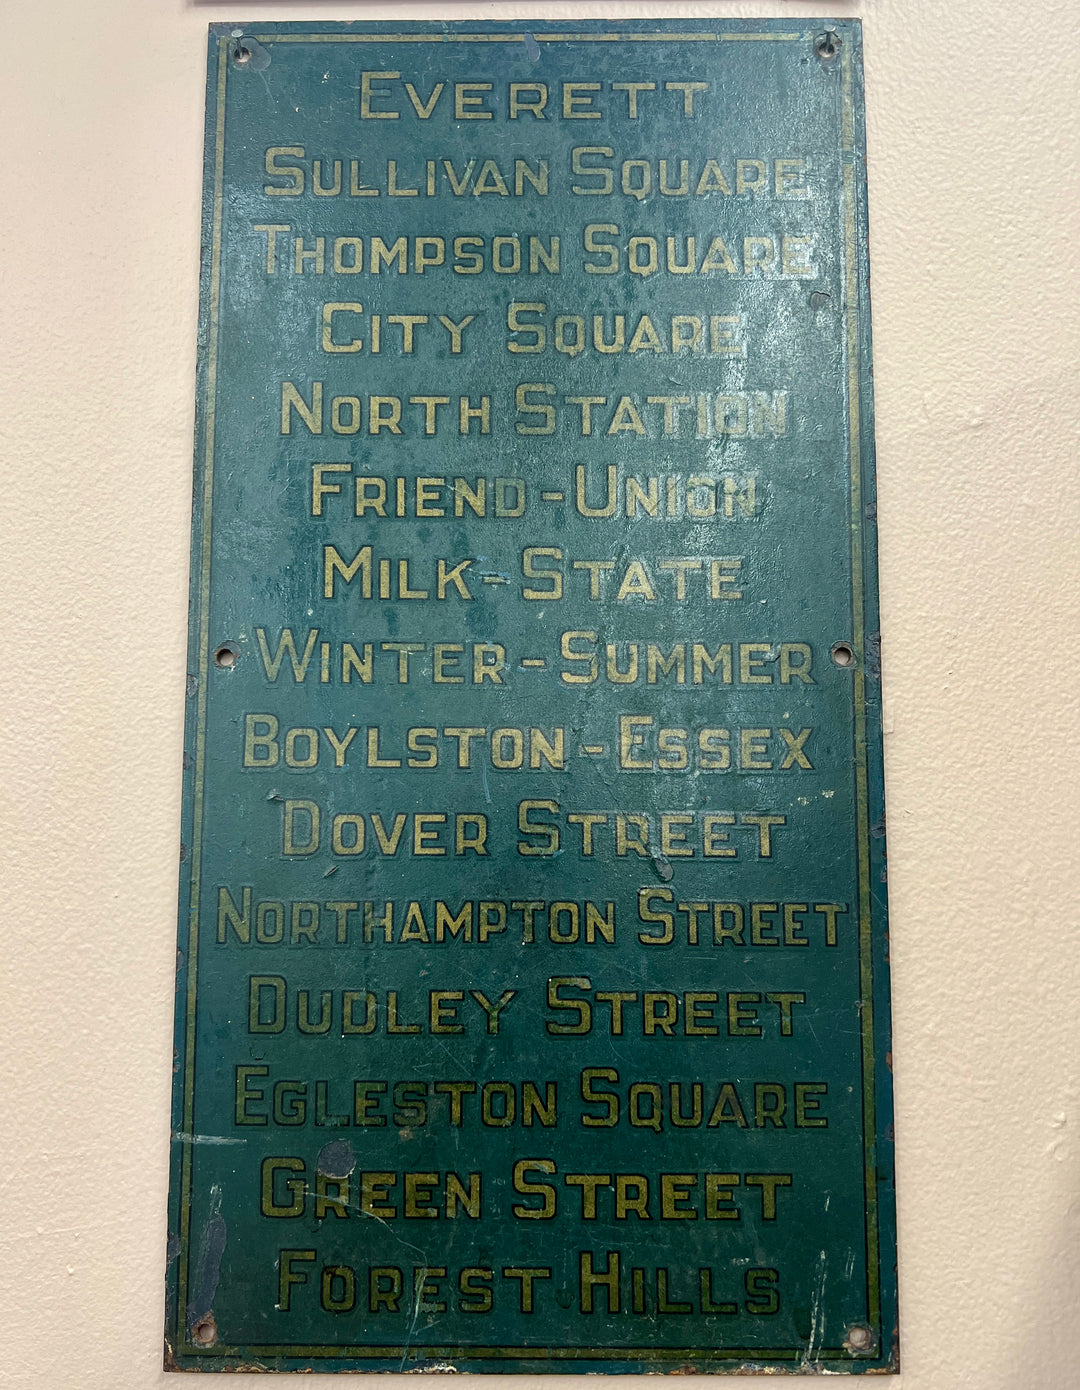 EVERETT
SULLIVAN SQUARE
THOMPSON SQUARE
CITY SQUARE
NORTH STATION
FRIEND-UNION
MILK-STATE
WINTER-SUMMER
BOYLSTON-ESSEX
DOVER STREET
NORTHAMPTON STREET
DUDLEY STREET
EGLESTON SQUARE
GREEN STREET
FOREST HILLS